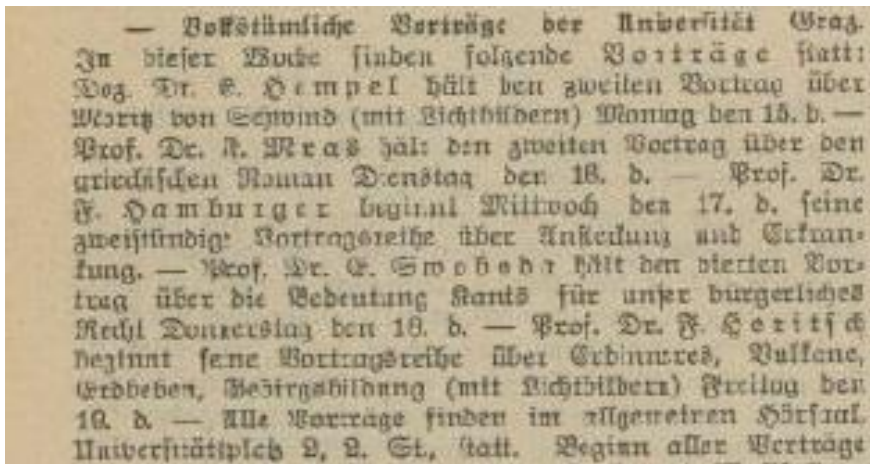 — Volkstümliche Vorträge der Universität Graz.
In dieser Woche finden folgende Vorträge statt:
Doz. Dr. E. Hempel hält den zweiten Vortrag über
Moritz von Schwind (mit Lichtbildern) Montag den 15. d. —
Prof. Dr. K. Mras hält den zweiten Vortrag über den
griechischen Roman Dienstag den 16. d. — Prof. Dr.
F. Hamburger beginnt Mittwoch den 17. d. seine
zweistündige Vortragsreihe über Ansteckung und Erkran-
kung. — Prof. Dr. E. Swoboda hält den vierten Vor-
trag über die Bedeutung Kants für unser bürgerliches
Recht Donnerstag den 18. d. — Prof. Dr. F. Heritsch
beginnt seine Vortragsreihe über Erdinneres, Vulkane,
Erdbeben, Gebirgsbildung (mit Lichtbildern) Freitag den
19. d. — Alle Vorträge finden im allgemeinen Hörsaal,
Universitätsplatz 2, 2. St., statt. Beginn aller Vorträge